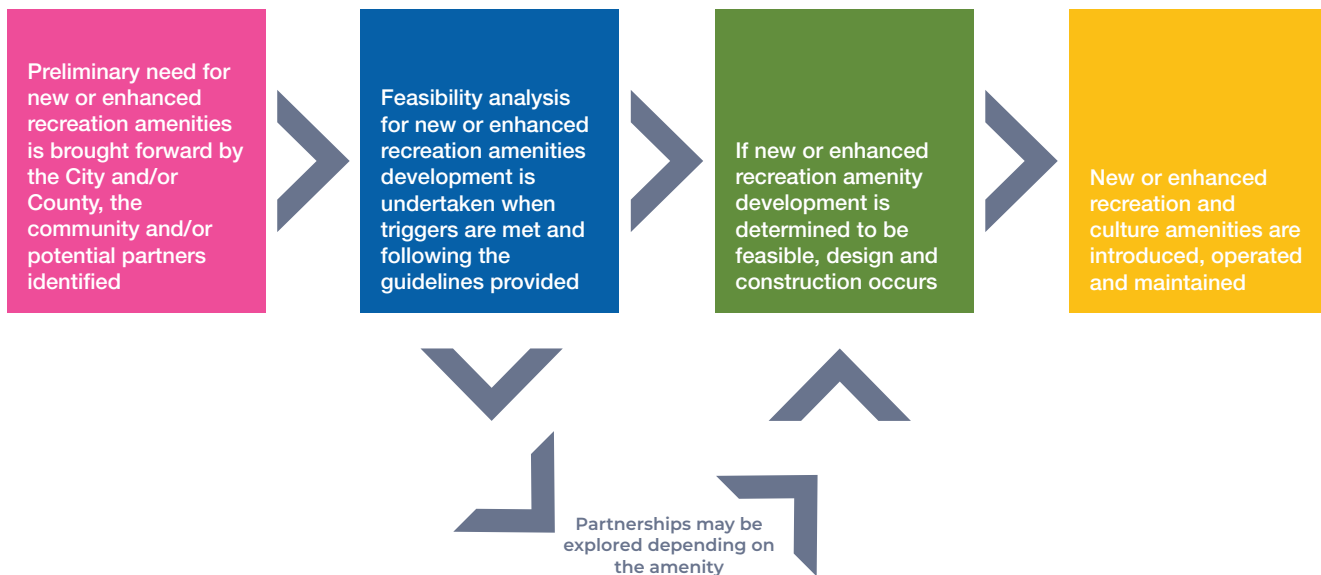 Preliminary need for
new or enhanced
recreation amenities
is brought forward by
the City and/or
County, the
community and/or
potential partners
identified
Feasibility analysis
for new or enhanced
recreation amenities
development is
undertaken when
triggers are met and
following the
guidelines provided
If new or enhanced
recreation amenity
development is
determined to be
feasible, design and
construction occurs
New or enhanced
recreation and
culture amenities are
introduced, operated
and maintained
Partnerships may be
explored depending on
the amenity